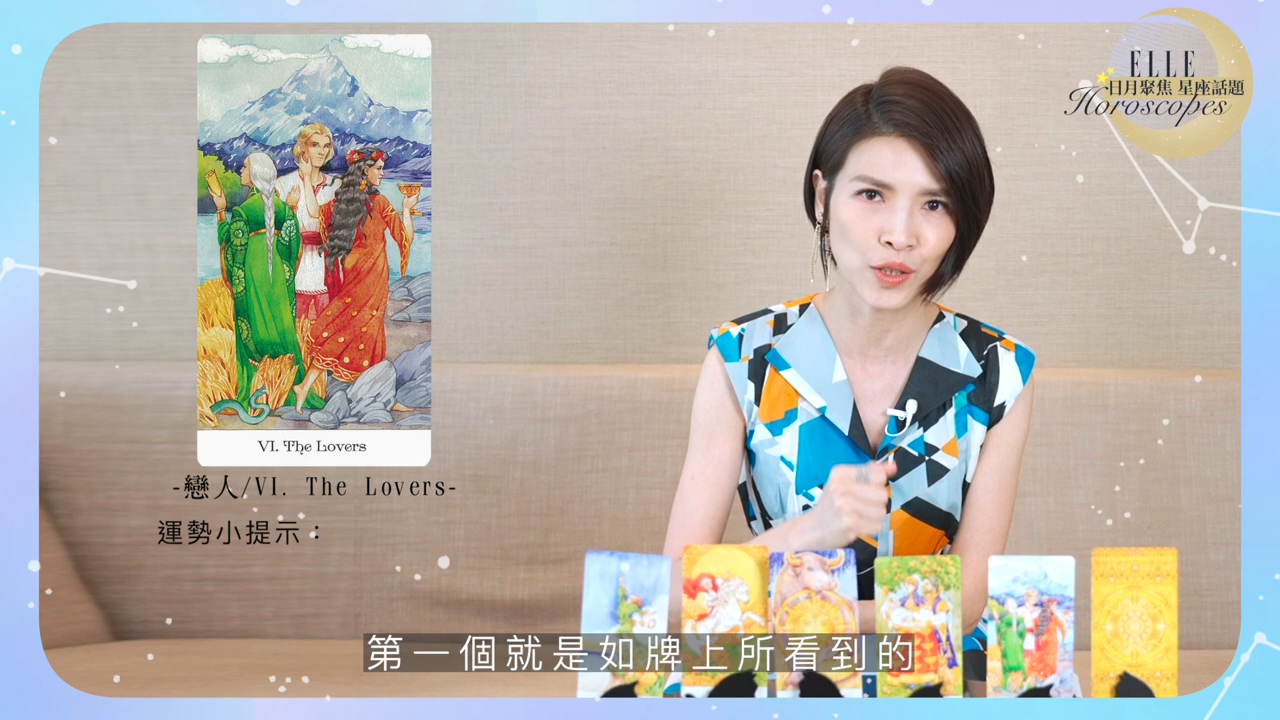 ELLE
日月聚焦 星座話題
Horoscopes
VI. The Lovers
-戀人/VI. The Lovers-
運勢小提示：
第一個就是如牌上所看到的